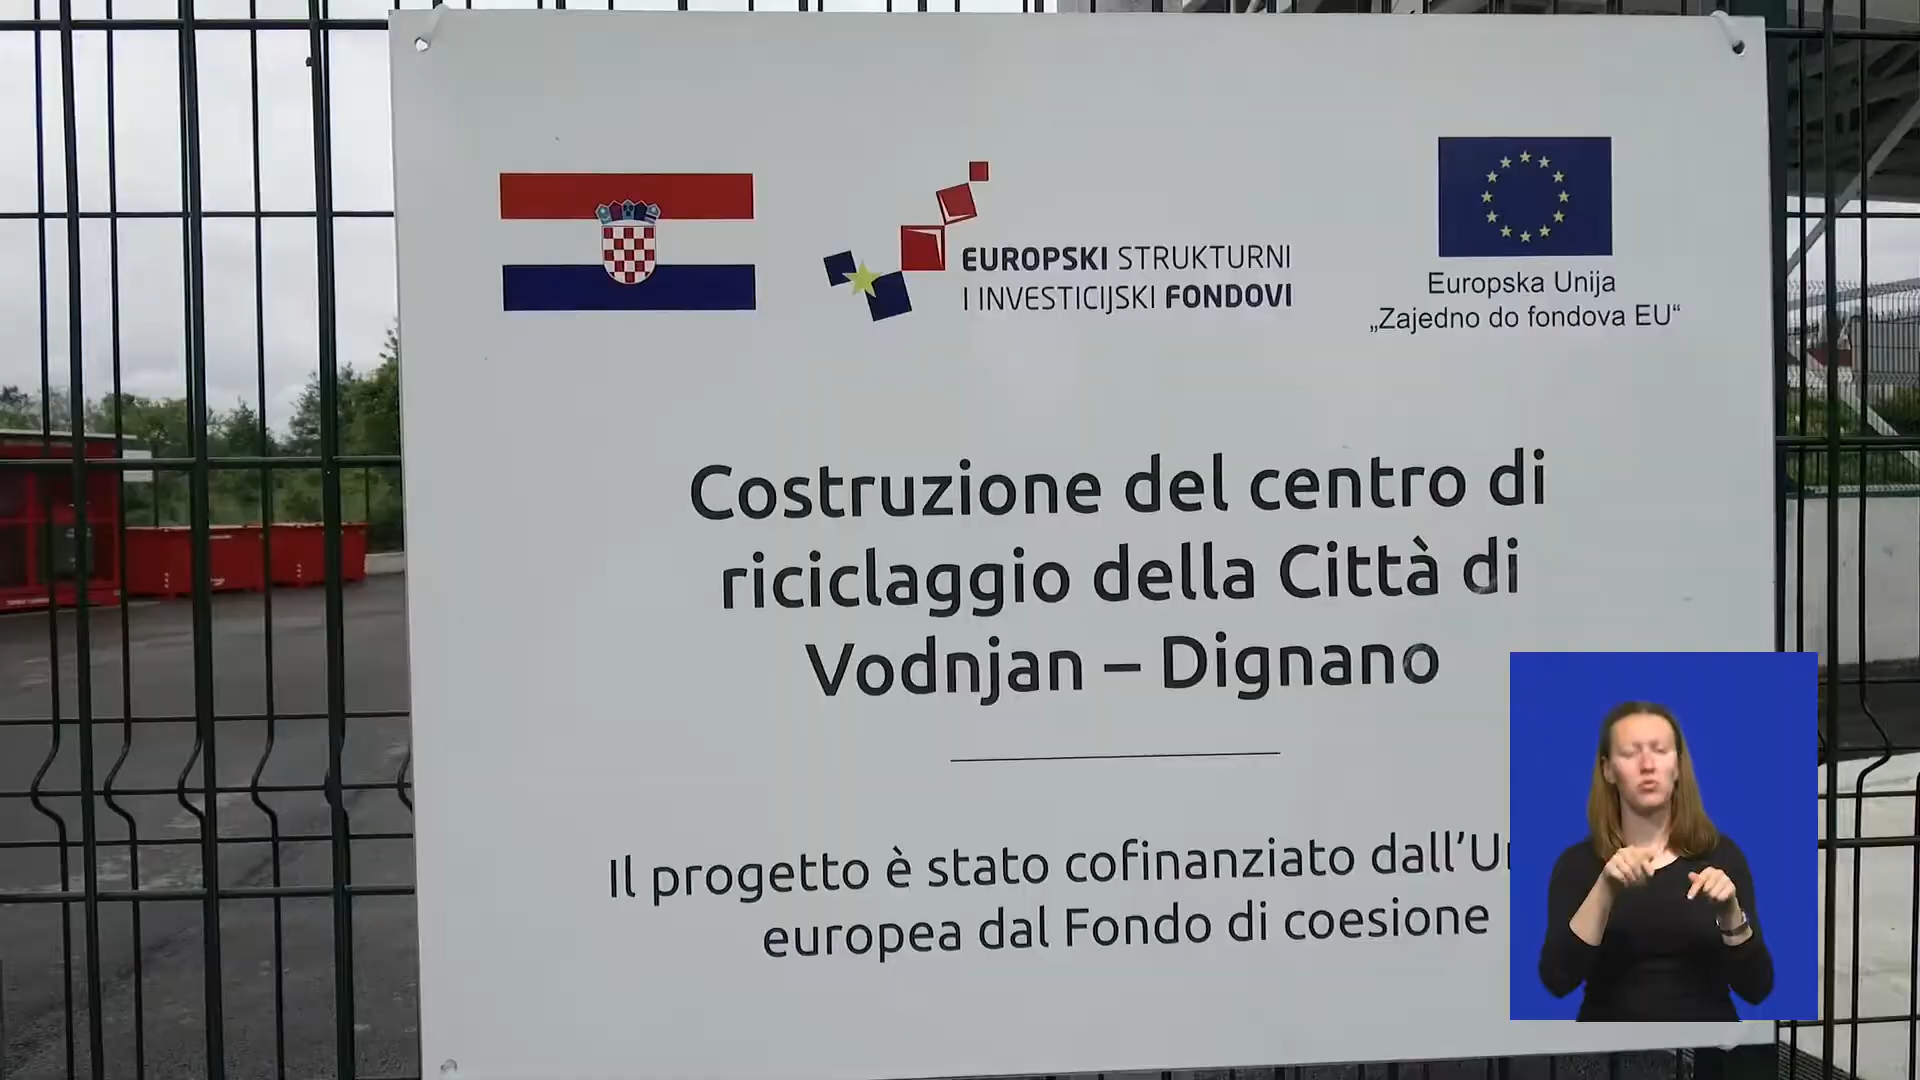 EUROPSKI STRUKTURNI
I INVESTICIJSKI FONDOVI
Europska Unija
„Zajedno do fondova EU“
Costruzione del centro di
riciclaggio della Città di
Vodnjan – Dignano
Il progetto è stato cofinanziato
europea dal Fondo di coesione